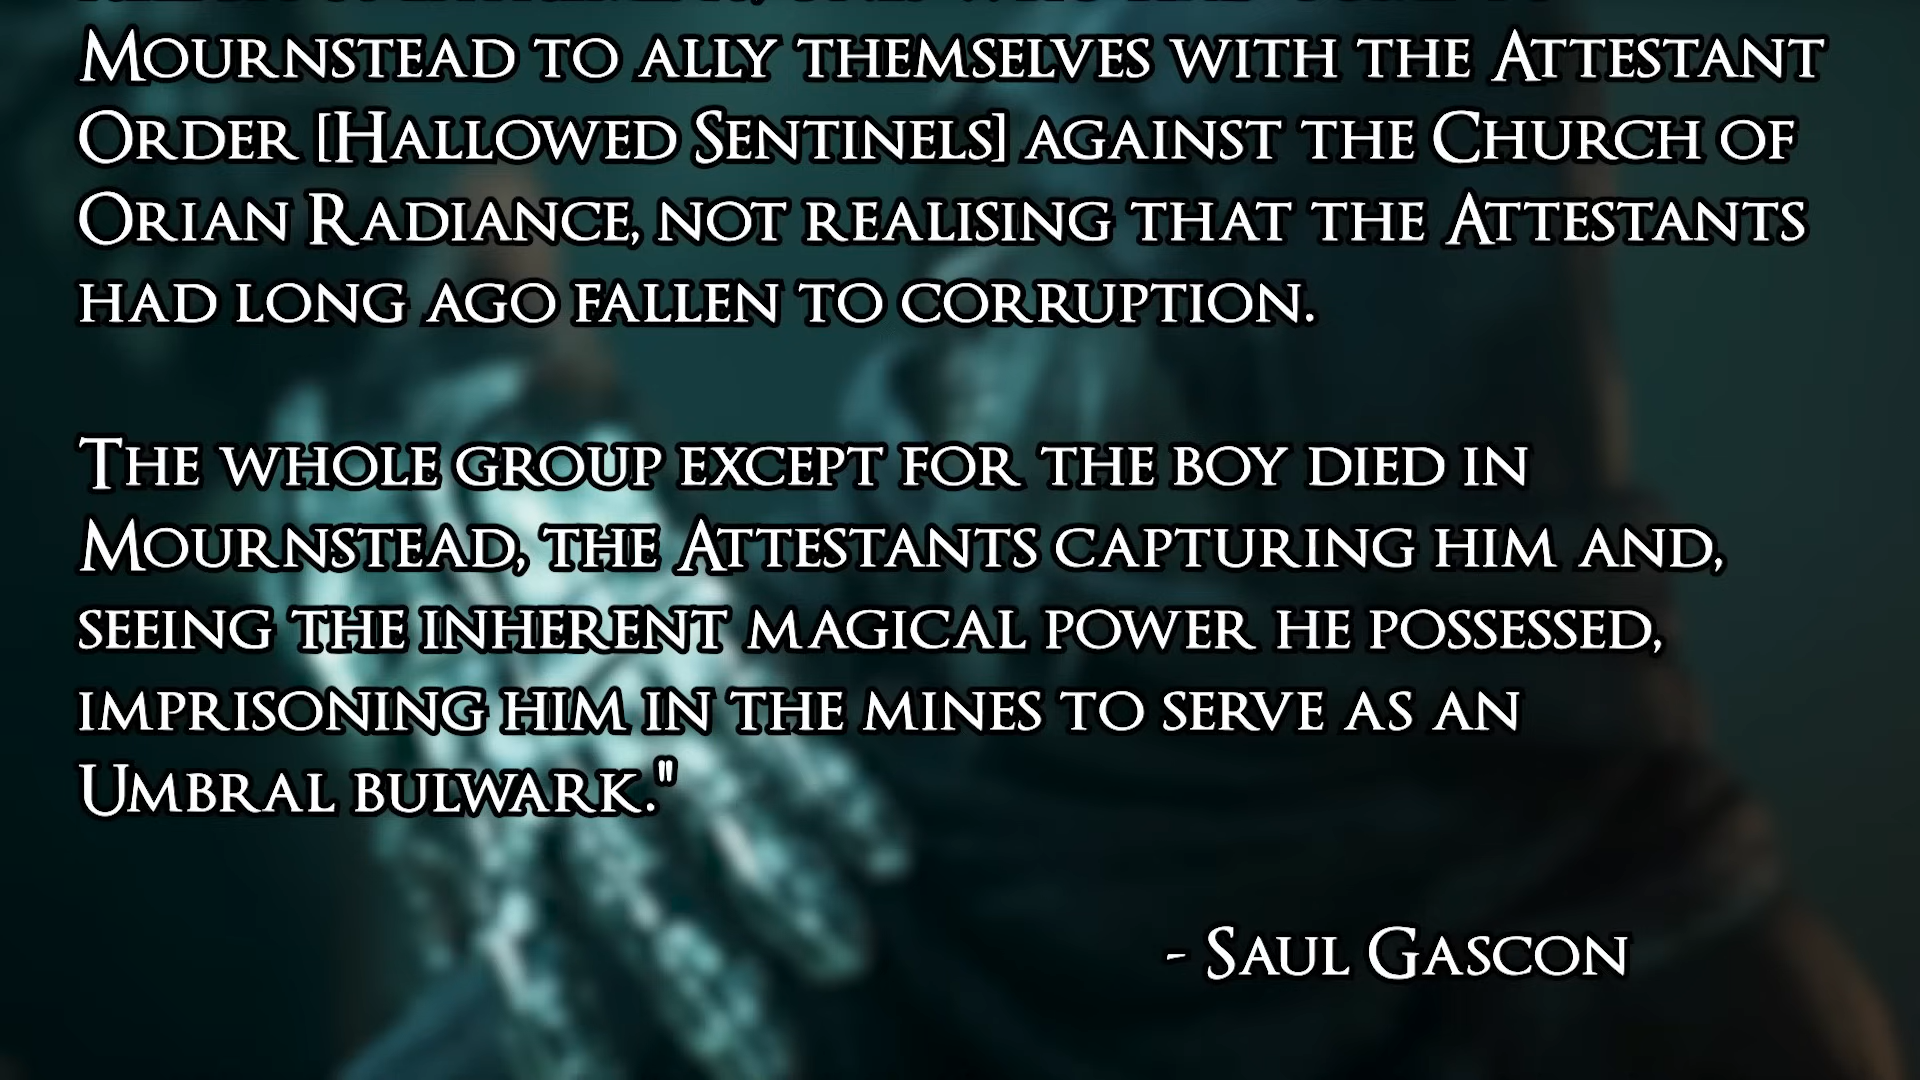 Mournstead to ally themselves with the Attestant
Order [Hallowed Sentinels] against the Church of
Orian Radiance, not realising that the Attestants
had long ago fallen to corruption.
The whole group except for the boy died in
Mournstead, the Attestants capturing him and,
seeing the inherent magical power he possessed,
imprisoning him in the mines to serve as an
Umbral bulwark."
- Saul Gascon